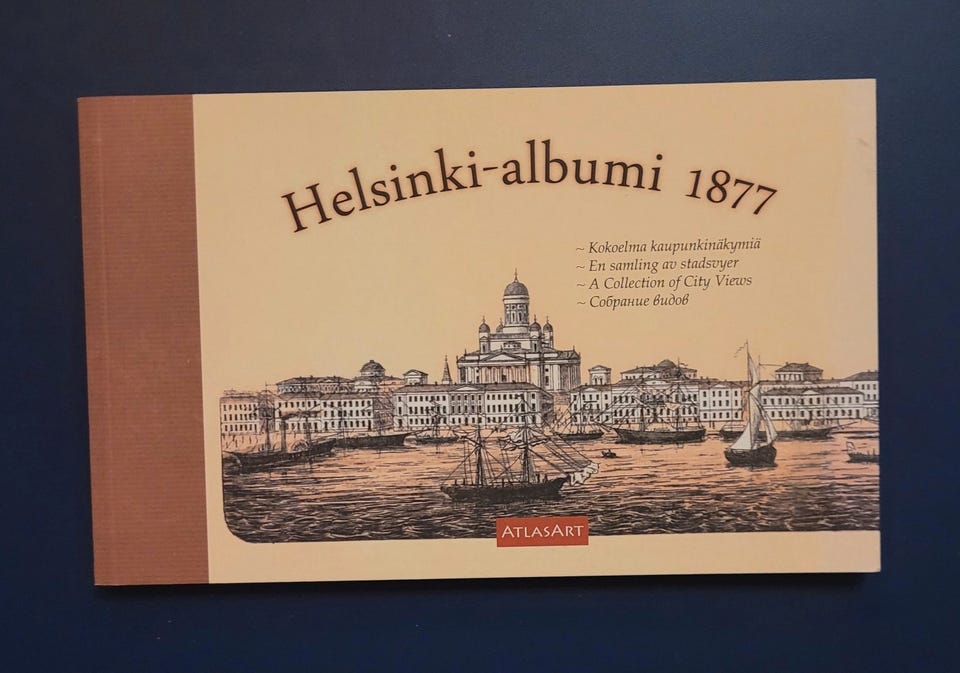 Helsinki-albumi 1877
~ Kokoelma kaupunkinäkymiä
~ En samling av stadsvyer
~ A Collection of City Views
~ Собрание видов
ATLASART